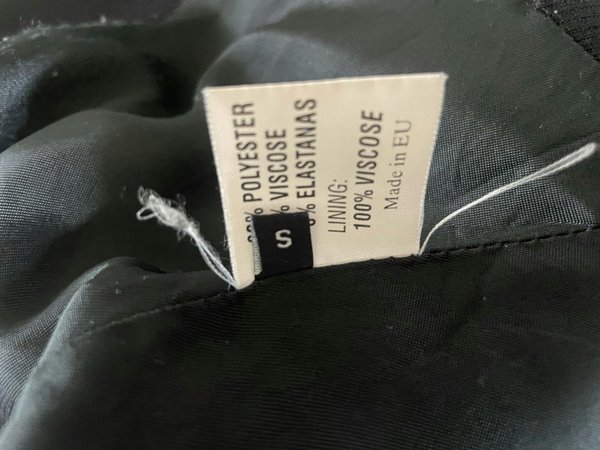 % POLYESTER
% VISCOSE
% ELASTANAS
LINING:
100% VISCOSE
Made in EU
S